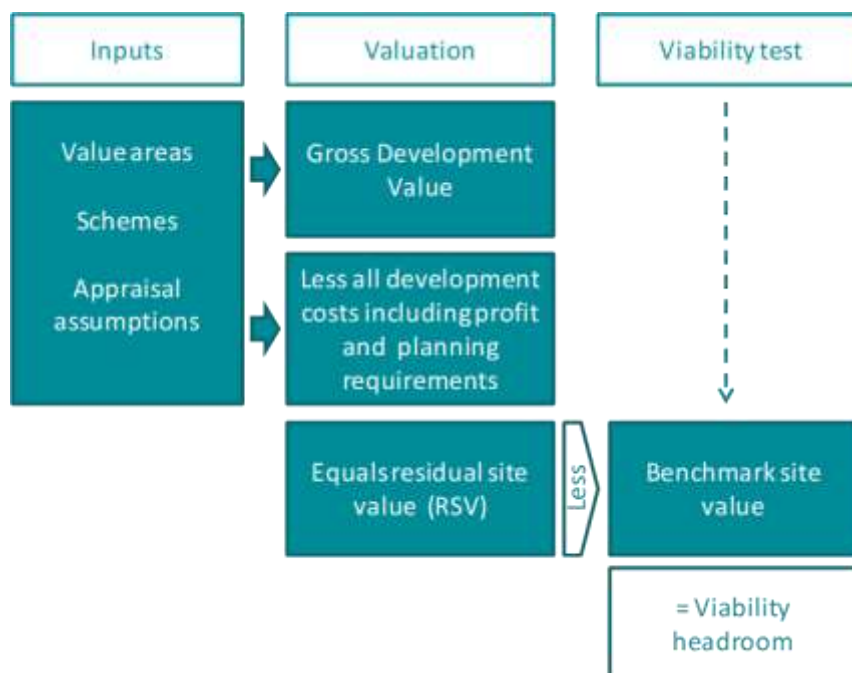 Inputs
Valuation
Viability test
Value areas
Schemes
Appraisal
assumptions
Gross Development
Value
Less all development
costs including profit
and planning
requirements
Equals residual site
value (RSV)
Less
Benchmark site
value
= Viability
headroom